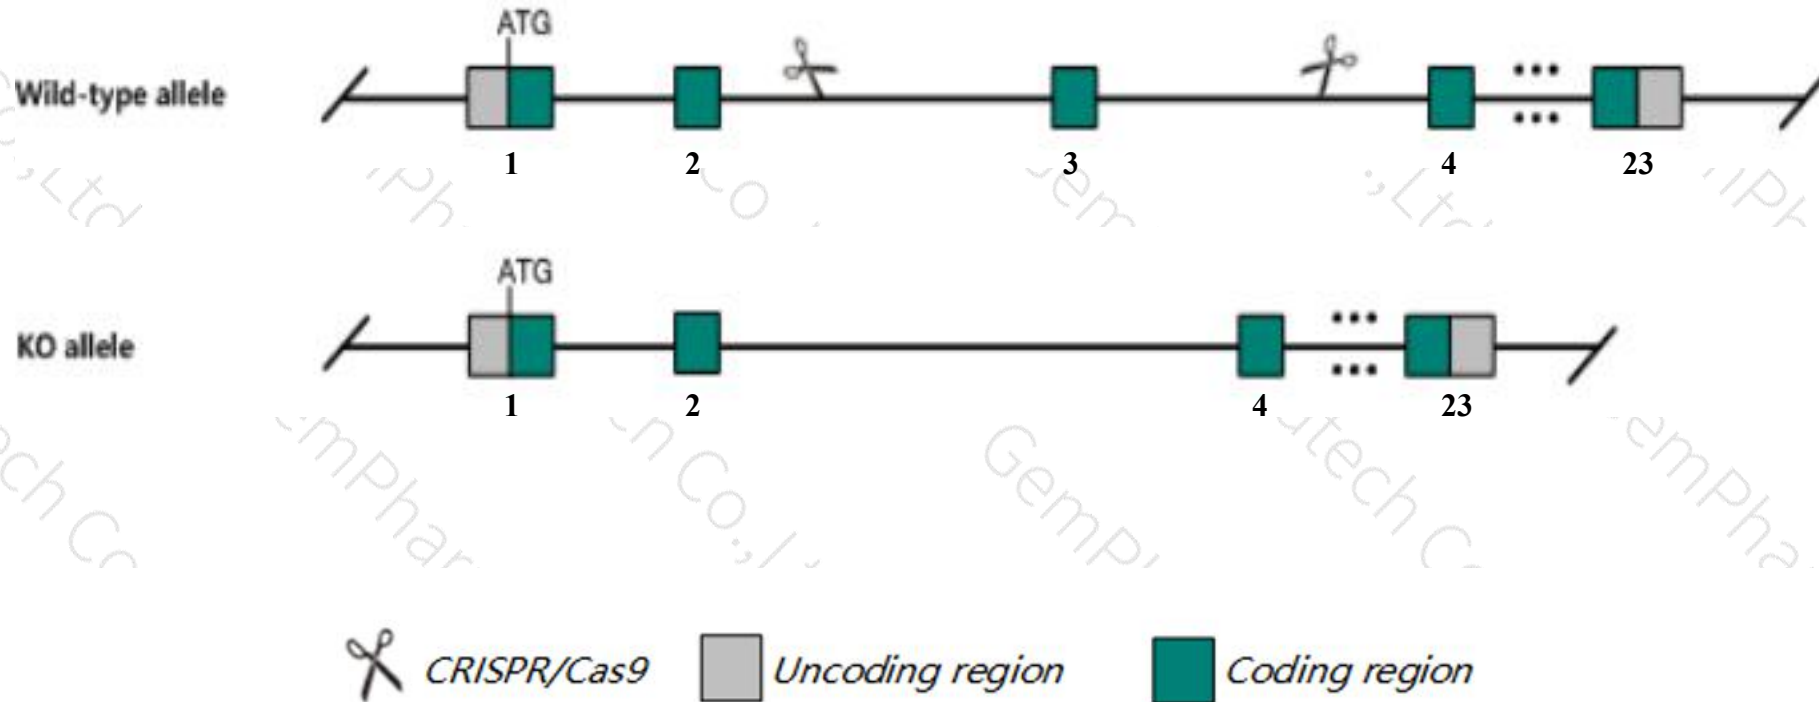 ATG
Wild-type allele
1 2 3 4 23
ATG
KO allele
1 2 4 23
CRISPR/Cas9 Uncoding region Coding region